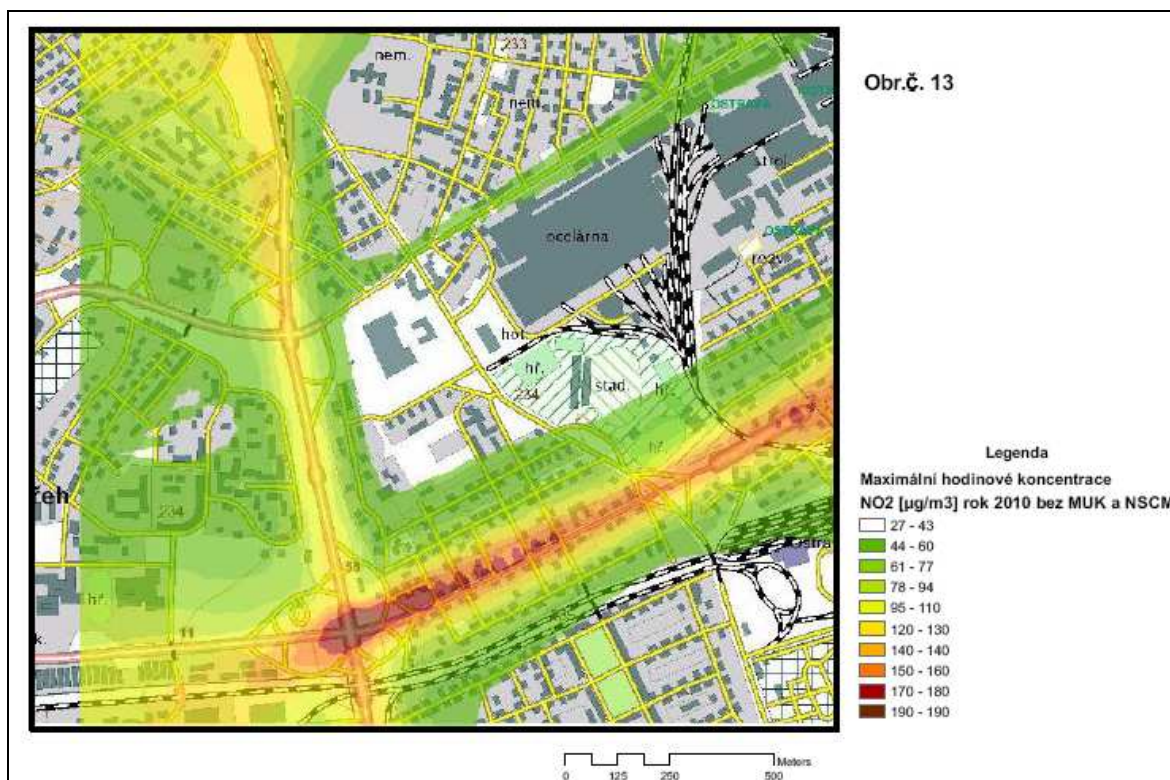 Obr.č. 13
233
nem.
nem.
OSTRAVA
stroj.
ocelárna
OSTRAVA
hot.
hř.
stad.
hř.
234
hř.
234
hř.
11
k.
Legenda
Maximální hodinové koncentrace
NO2 [µg/m3] rok 2010 bez MUK a NSCM
27 - 43
44 - 60
61 - 77
78 - 94
95 - 110
120 - 130
140 - 140
150 - 160
170 - 180
190 - 190
Meters
0 125 250 500